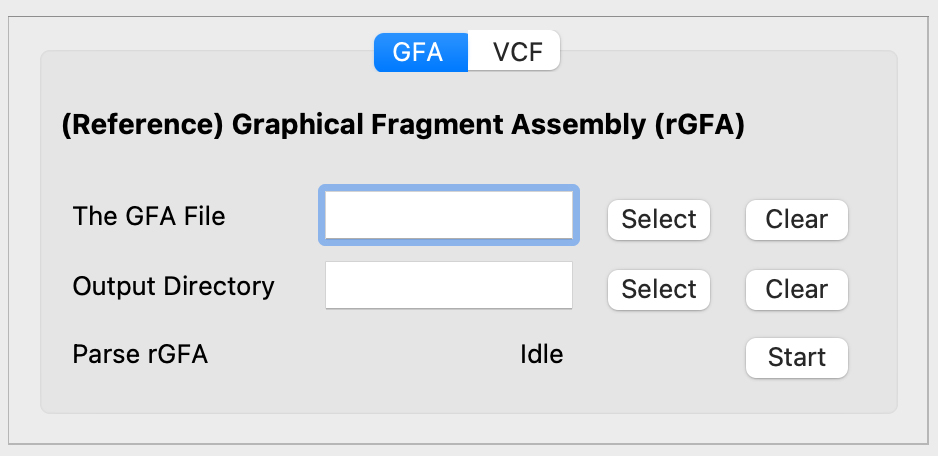 GFA VCF
(Reference) Graphical Fragment Assembly (rGFA)
The GFA File Select Clear
Output Directory Select Clear
Parse rGFA Idle Start